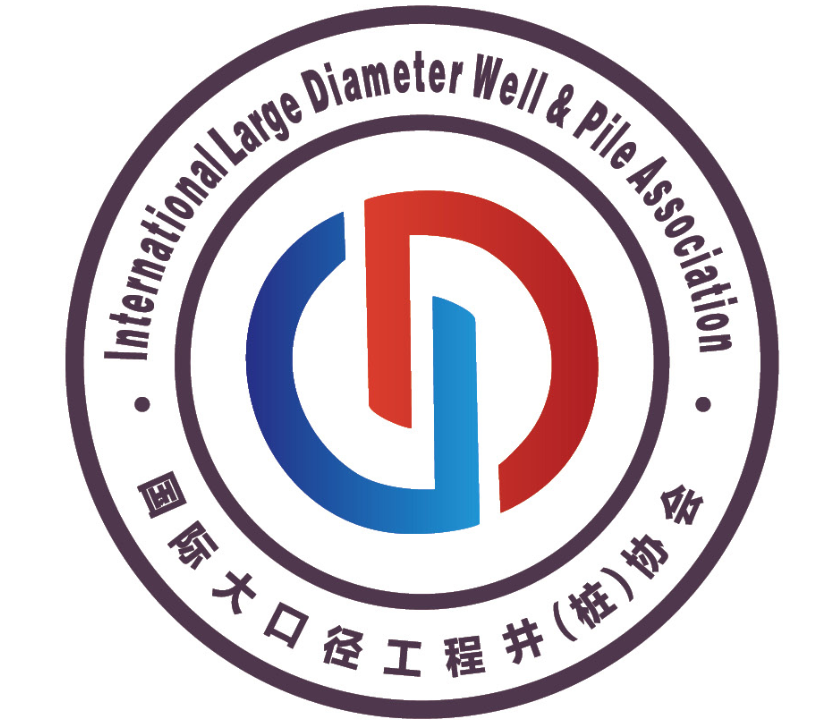 International Large Diameter Well & Pile Association
国际大口径工程井(桩)协会